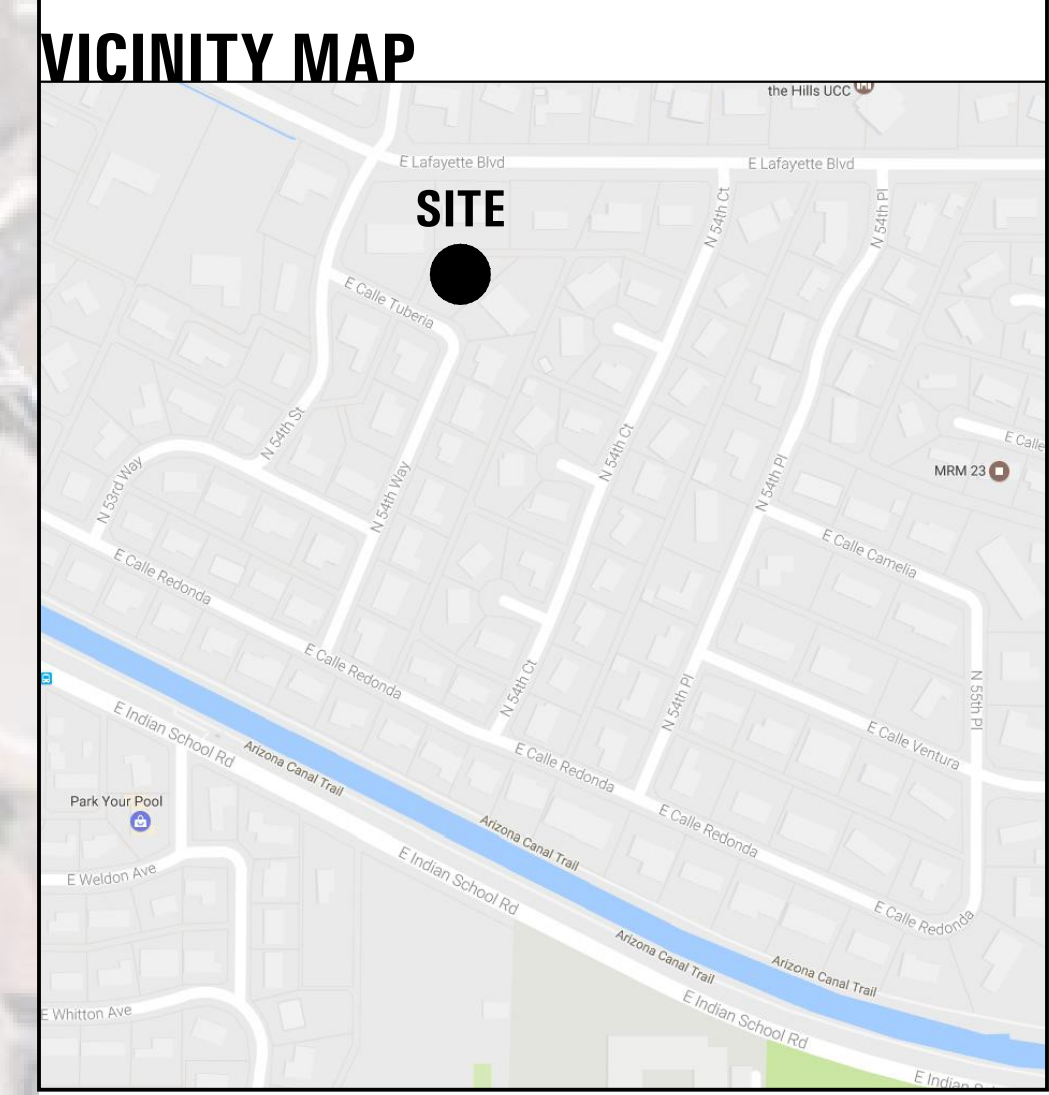 VICINITY MAP
the Hills UCC
E Lafayette Blvd
E Lafayette Blvd
SITE
N 54th Ct
N 54th Pl
E Calle Tuberia
N 54th St
N 54th Ct
E Calle
MRM 23
N 53rd Way
N 54th Way
N 54th Pl
E Calle Camelia
E Calle Redonda
E Calle Redonda
N 54th Ct
N 54th Pl
N 55th Pl
E Indian School Rd
Arizona Canal Trail
E Calle Redonda
E Calle Ventura
Park Your Pool
Arizona Canal Trail
E Calle Redonda
E Weldon Ave
E Indian School Rd
E Calle Redonda
Arizona Canal Trail
Arizona Canal Trail
E Whitton Ave
E Indian School Rd
E Indian